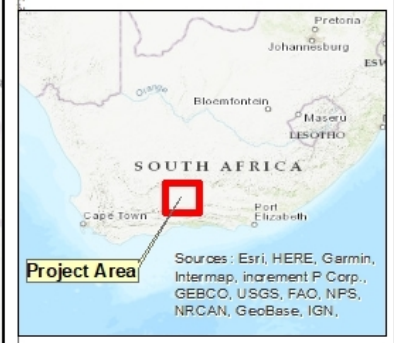 Pretoria
Johannesburg
Orange
Bloemfontein
Maseru
LESOTHO
SOUTH AFRICA
Cape Town
Port
Elizabeth
Project Area
Sources: Esri, HERE, Garmin,
Intermap, increment P Corp.,
GEBCO, USGS, FAO, NPS,
NRCAN, GeoBase, IGN,